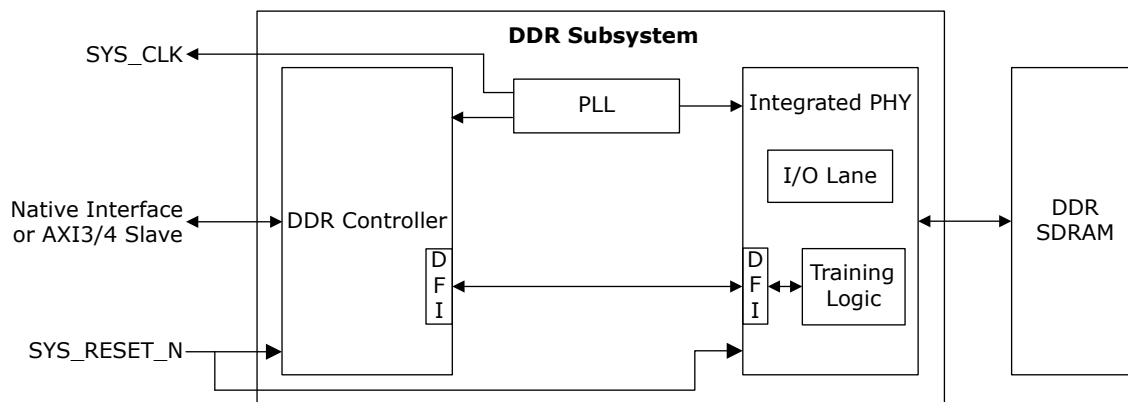 DDR Subsystem
SYS_CLK
PLL
Integrated PHY
I/O Lane
Native Interface
or AXI3/4 Slave
DDR Controller
DDR
SDRAM
D
F
I
D
F
I
Training
Logic
SYS_RESET_N